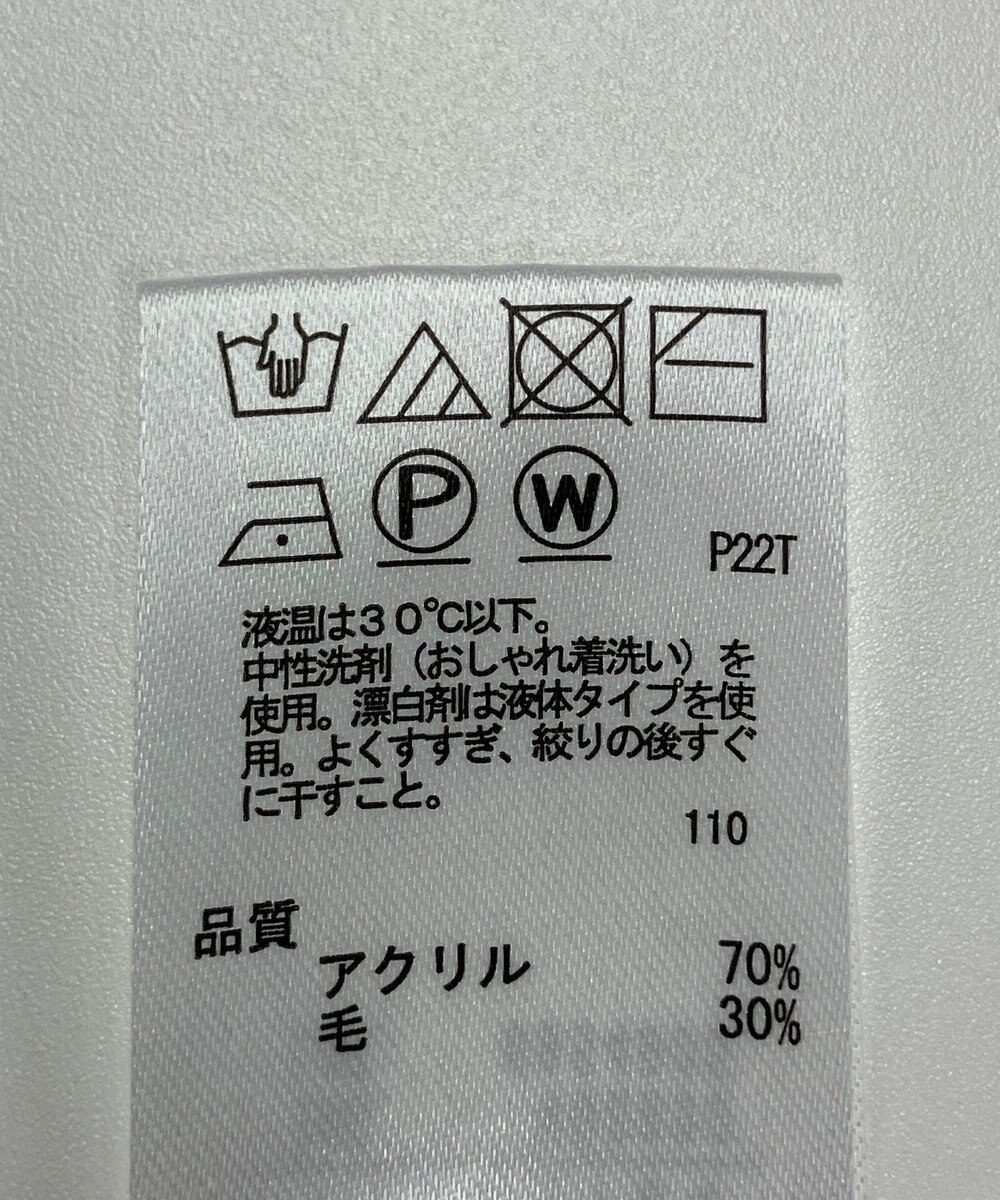 P W
P22T
液温は30℃以下。
中性洗剤（おしゃれ着洗い）を
使用。漂白剤は液体タイプを使
用。よくすすぎ、絞りの後すぐ
に干すこと。
110
品質
アクリル 70%
毛 30%